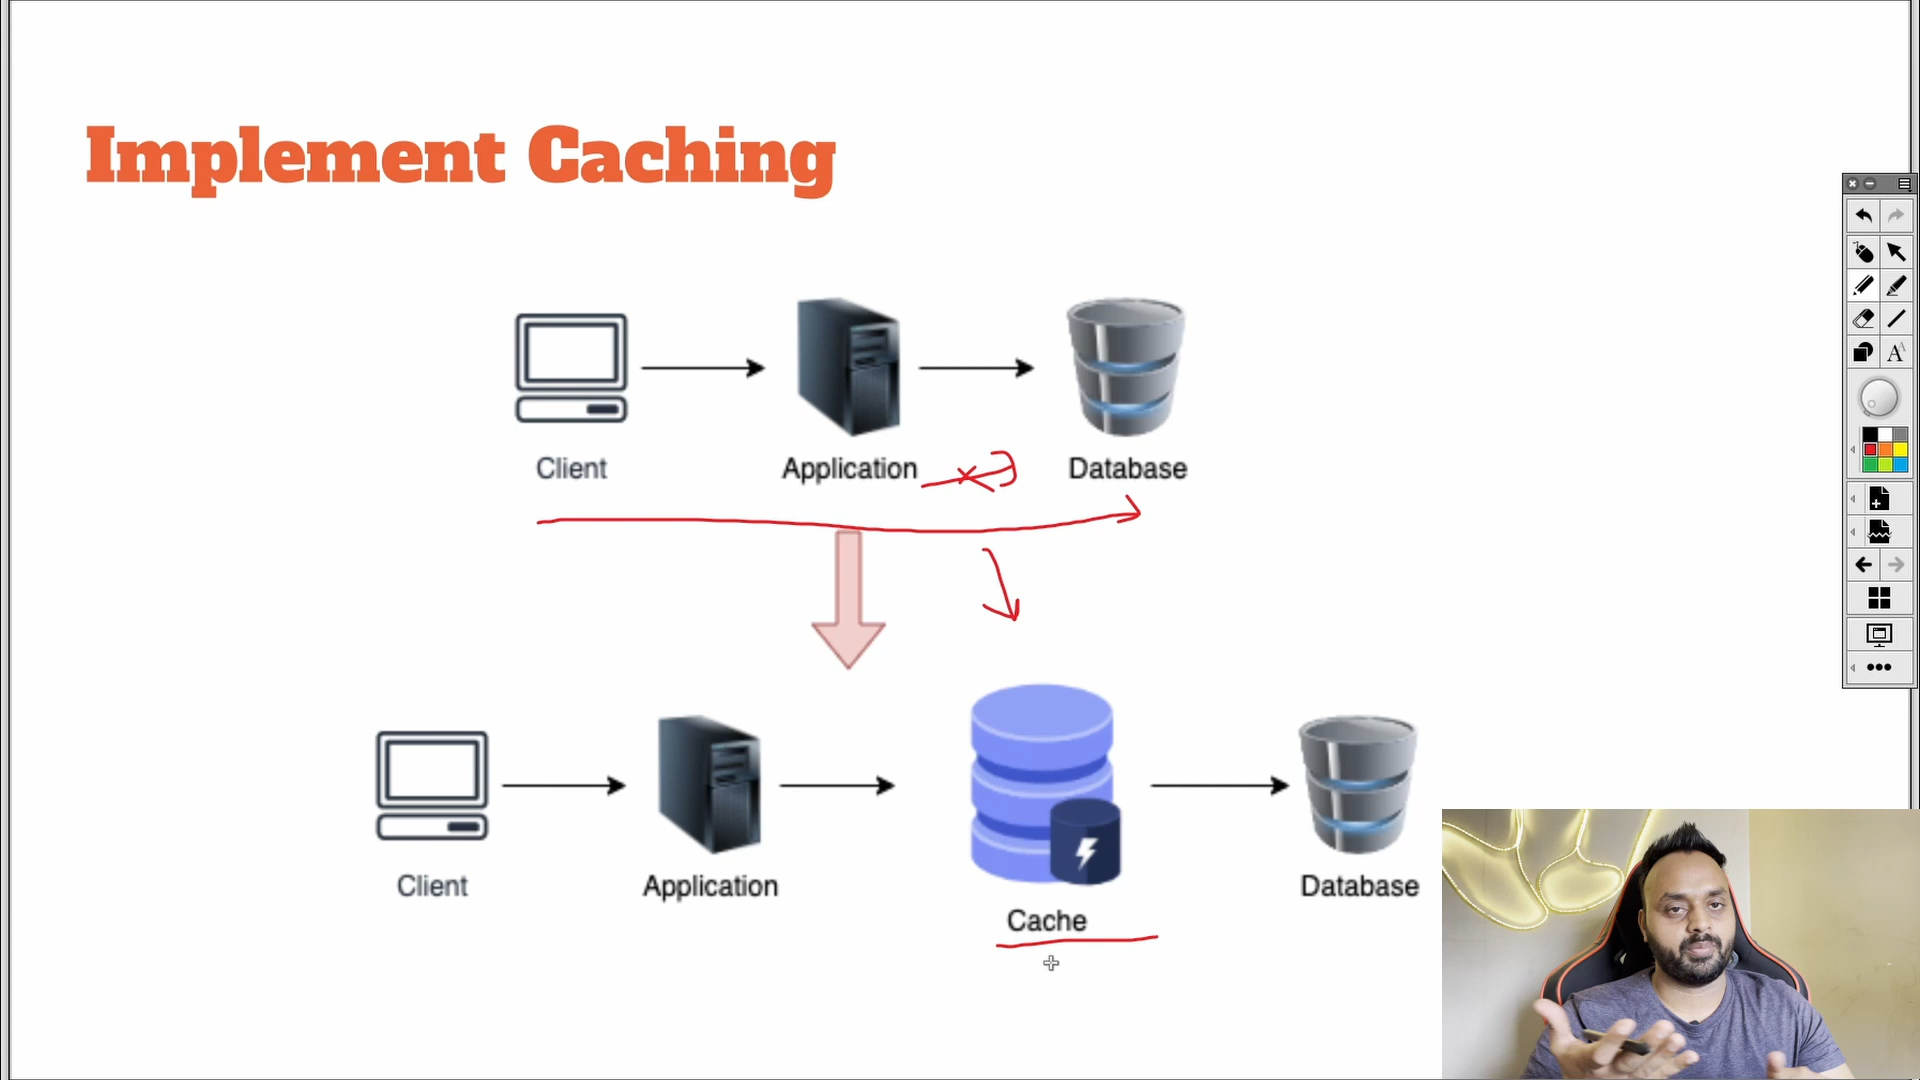 Implement Caching
Client
Application
Database
Client
Application
Cache
Database
A